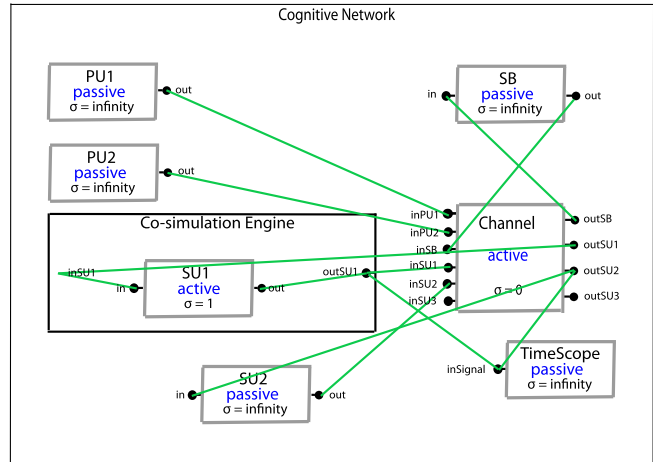 Cognitive Network
PU1
passive
σ = infinity
out
SB
passive
σ = infinity
in
out
PU2
passive
σ = infinity
out
Co-simulation Engine
inSU1
SU1
active
σ = 1
in
out
outSU1
Channel
active
σ = 0
inPU1
inPU2
inSB
inSU1
inSU2
inSU3
outSB
outSU1
outSU2
outSU3
SU2
passive
σ = infinity
in
out
TimeScope
passive
σ = infinity
inSignal